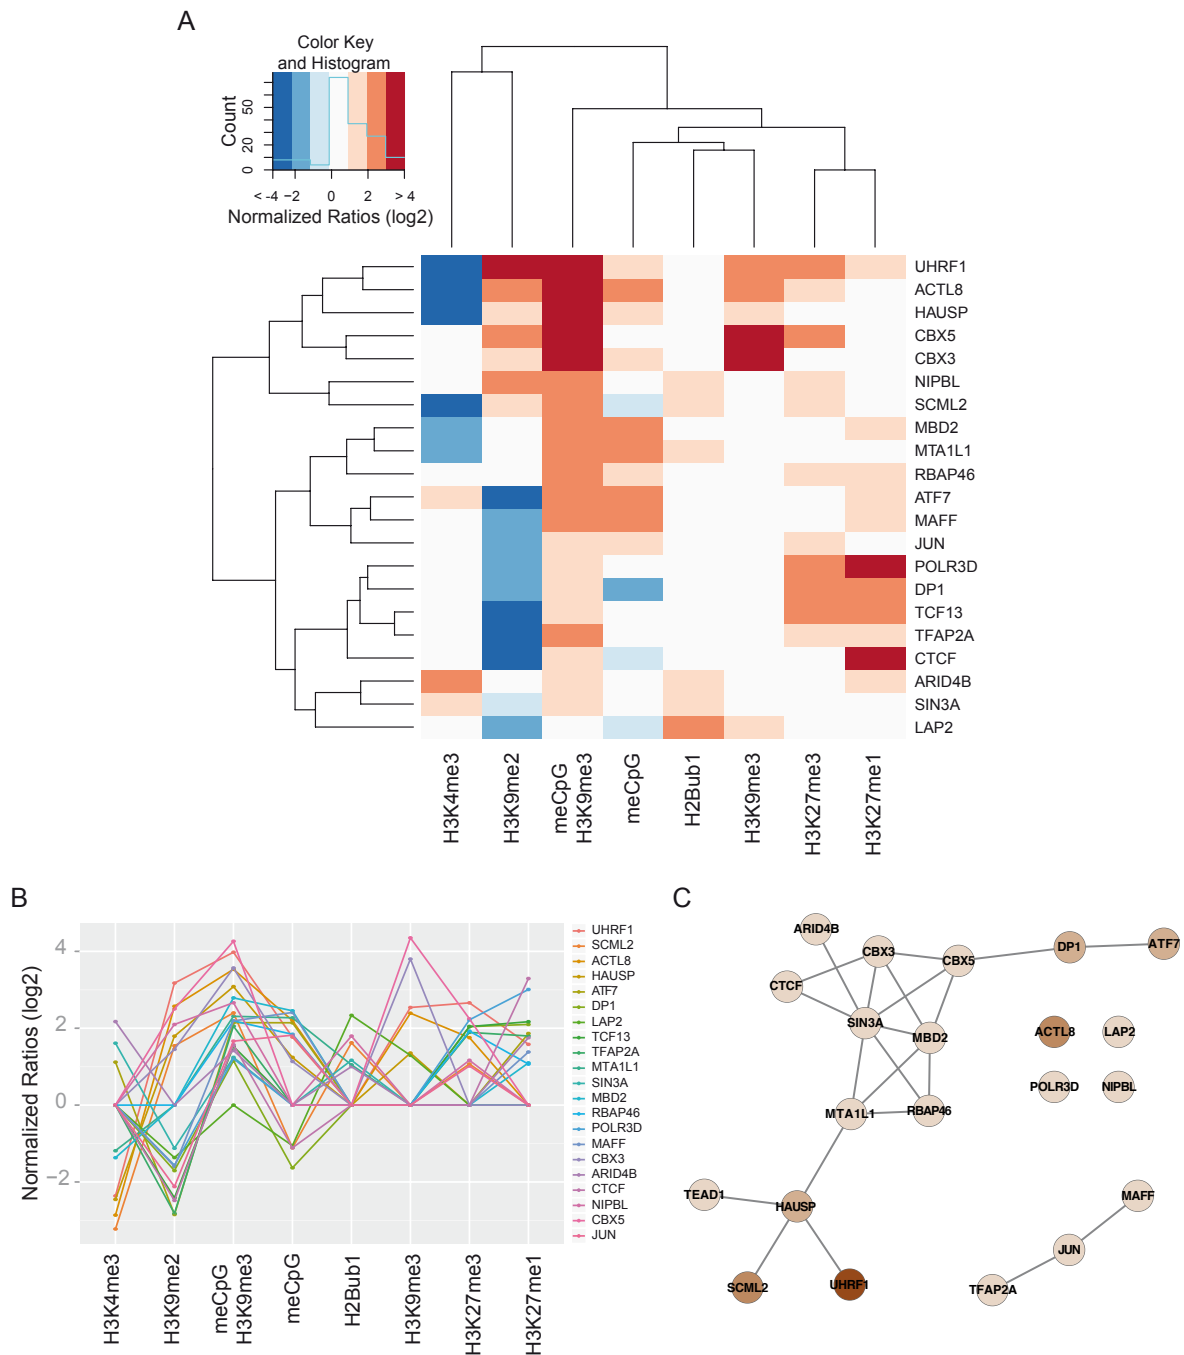 A
Color Key
and Histogram
Count
0
20
50
< -4
−2
0
2
> 4
Normalized Ratios (log2)
UHRF1
ACTL8
HAUSP
CBX5
CBX3
NIPBL
SCML2
MBD2
MTA1L1
RBAP46
ATF7
MAFF
JUN
POLR3D
DP1
TCF13
TFAP2A
CTCF
ARID4B
SIN3A
LAP2
H3K4me3
H3K9me2
meCpG
H3K9me3
meCpG
H2Bub1
H3K9me3
H3K27me3
H3K27me1
B
Normalized Ratios (log2)
4
2
0
−2
H3K4me3
H3K9me2
meCpG
H3K9me3
meCpG
H2Bub1
H3K9me3
H3K27me3
H3K27me1
UHRF1
SCML2
ACTL8
HAUSP
ATF7
DP1
LAP2
TCF13
TFAP2A
MTA1L1
SIN3A
MBD2
RBAP46
POLR3D
MAFF
CBX3
ARID4B
CTCF
NIPBL
CBX5
JUN
C
ARID4B
CBX3
CBX5
DP1
ATF7
CTCF
SIN3A
MBD2
ACTL8
LAP2
POLR3D
NIPBL
MTA1L1
RBAP46
TEAD1
HAUSP
MAFF
JUN
SCML2
UHRF1
TFAP2A